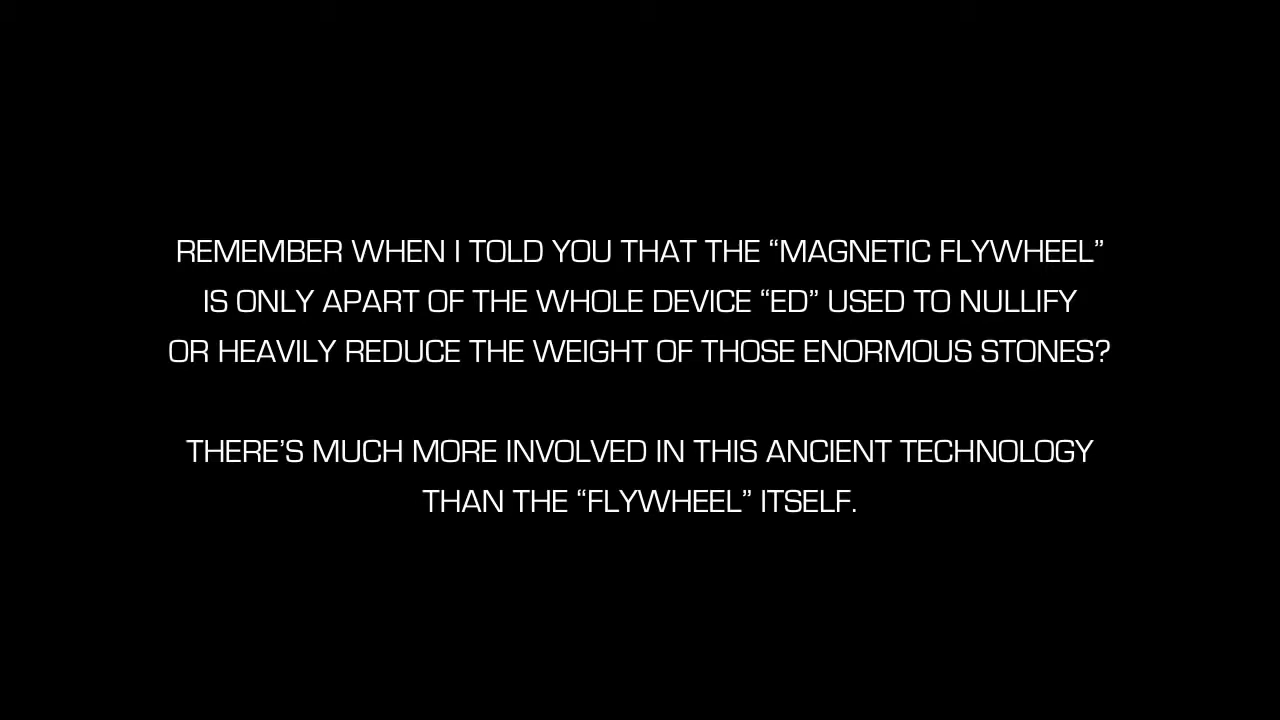 REMEMBER WHEN I TOLD YOU THAT THE “MAGNETIC FLYWHEEL”
IS ONLY APART OF THE WHOLE DEVICE “ED” USED TO NULLIFY
OR HEAVILY REDUCE THE WEIGHT OF THOSE ENORMOUS STONES?
THERE’S MUCH MORE INVOLVED IN THIS ANCIENT TECHNOLOGY
THAN THE “FLYWHEEL” ITSELF.